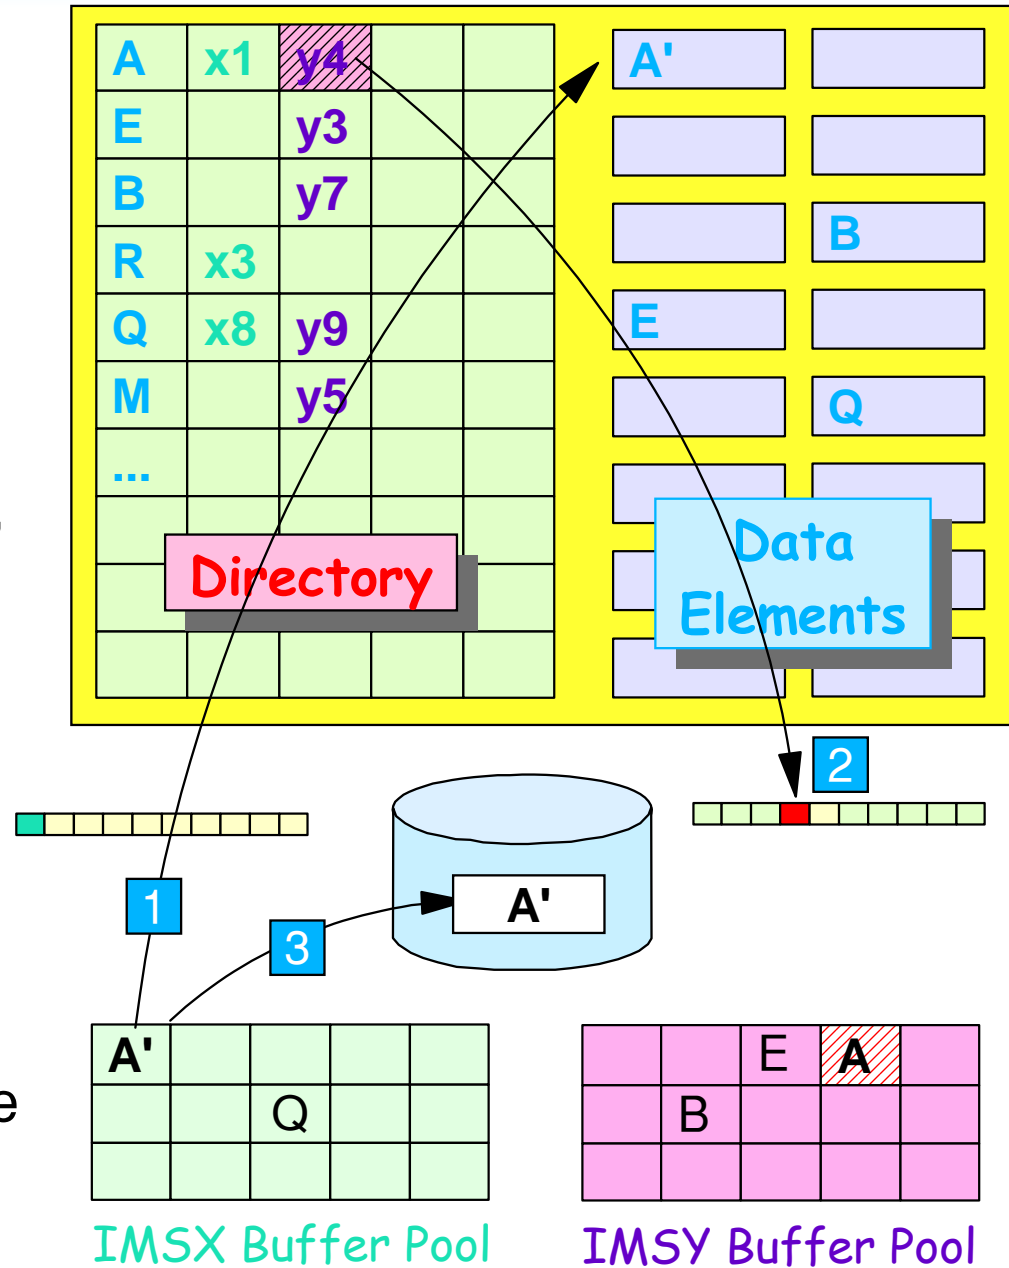 A x1 y4
E y3
B y7
R x3
Q x8 y9
M y5
...
Directory
A'
B
E
Q
Data
Elements
2
1
3
A'
A'
Q
E A
B
e
IMSX Buffer Pool
IMSY Buffer Pool